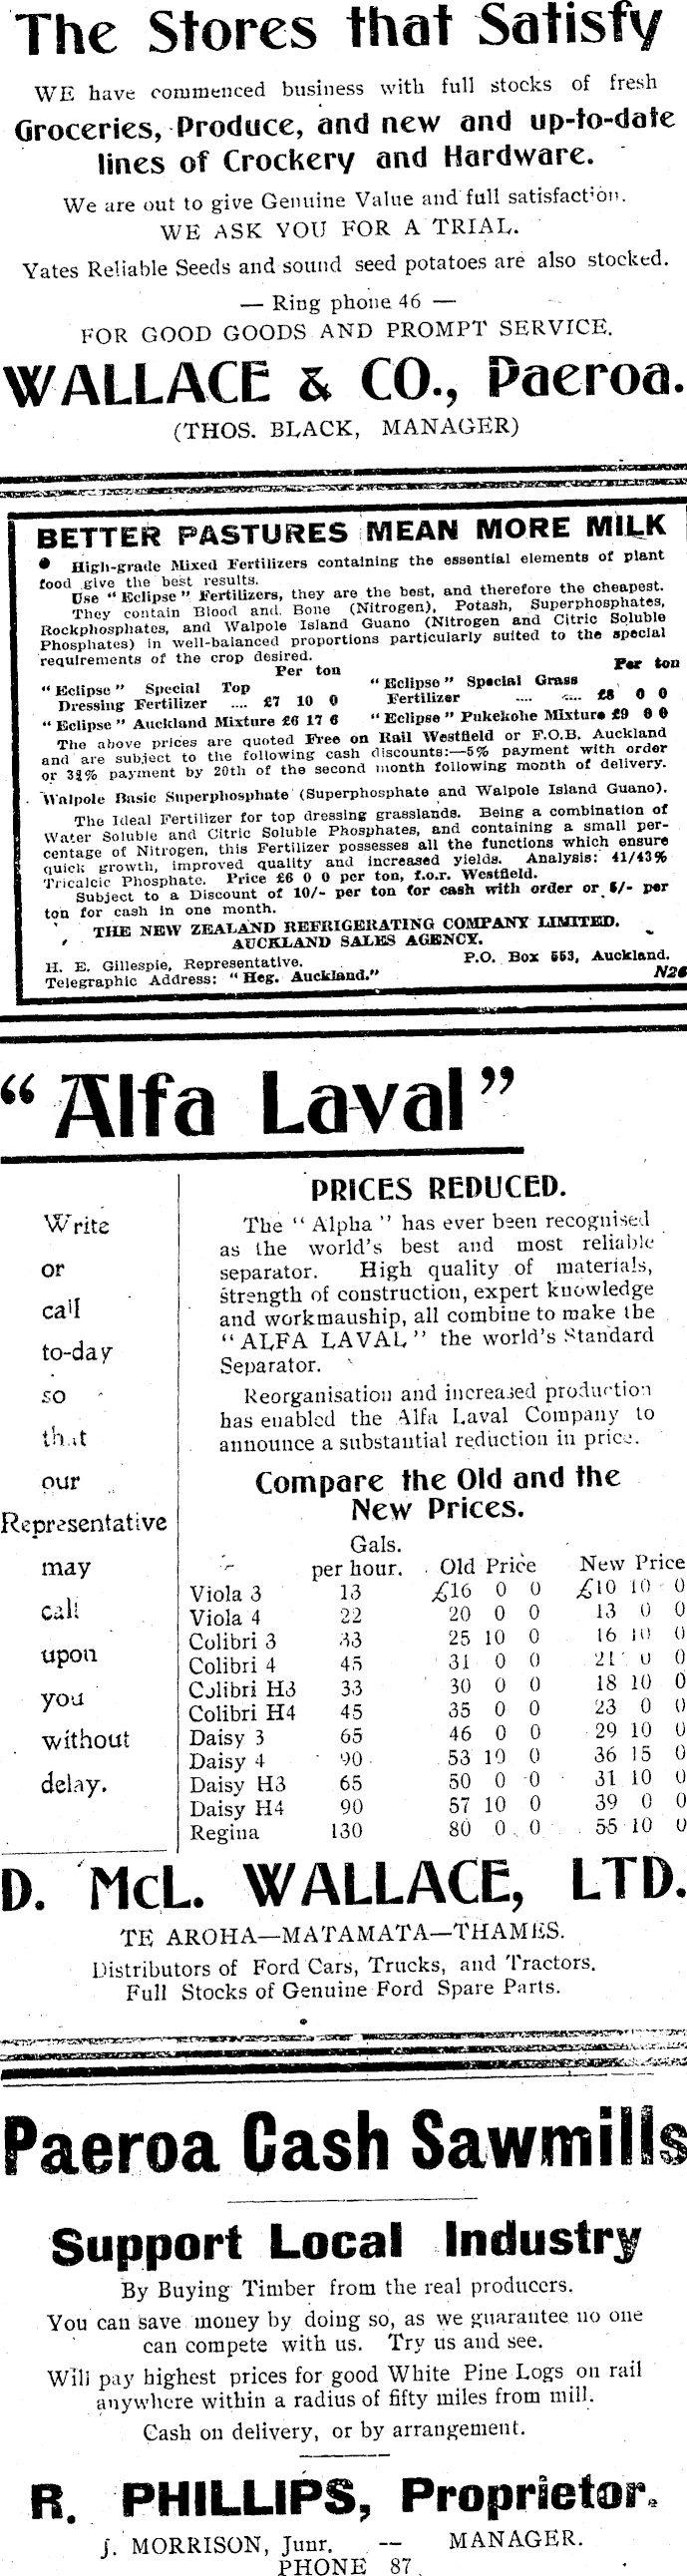 The Stores that Satisfy
WE have commenced business with full stocks of fresh
Groceries, Produce, and new and up-to-date
lines of Crockery and Hardware.
We are out to give Genuine Value and full satisfaction.
WE ASK YOU FOR A TRIAL.
Yates Reliable Seeds and sound seed potatoes are also stocked.
— Ring phone 46 —
FOR GOOD GOODS AND PROMPT SERVICE.
WALLACE & CO., Paeroa.
(THOS. BLACK, MANAGER)
BETTER PASTURES MEAN MORE MILK
High-grade Mixed Fertilizers containing the essential elements of plant
food give the best results.
Use "Eclipse" Fertilizers, they are the best, and therefore the cheapest.
They contain Blood and Bone (Nitrogen), Potash, Superphosphates,
Rockphosphates, and Walpole Island Guano (Nitrogen and Citric Soluble
Phosphates) in well-balanced proportions particularly suited to the special
requirements of the crop desired.
Per ton Per ton
"Eclipse" Special Top "Eclipse" Special Grass
Dressing Fertilizer .... £7 10 0 Fertilizer .... .... £8 0 0
"Eclipse" Auckland Mixture £6 17 6 "Eclipse" Pukekohe Mixture £9 0 0
The above prices are quoted Free on Rail Westfield or F.O.B. Auckland
and are subject to the following cash discounts:—5% payment with order
or 3¾% payment by 20th of the second month following month of delivery.
Walpole Basic Superphosphate (Superphosphate and Walpole Island Guano).
The Ideal Fertilizer for top dressing grasslands. Being a combination of
Water Soluble and Citric Soluble Phosphates, and containing a small per-
centage of Nitrogen, this Fertilizer possesses all the functions which ensure
quick growth, improved quality and increased yields. Analysis: 41/43%
Tricalcic Phosphate. Price £6 0 0 per ton, f.o.r. Westfield.
Subject to a Discount of 10/- per ton for cash with order or 5/- per
ton for cash in one month.
THE NEW ZEALAND REFRIGERATING COMPANY LIMITED.
AUCKLAND SALES AGENCY.
H. E. Gillespie, Representative. P.O. Box 553, Auckland.
Telegraphic Address: "Heg. Auckland." N26
"Alfa Laval"
Write
or
call
to-day
so
that
our
Representative
may
call
upon
you
without
delay.
PRICES REDUCED.
The "Alpha" has ever been recognised
as the world's best and most reliable
separator. High quality of materials,
strength of construction, expert knowledge
and workmanship, all combine to make the
"ALFA LAVAL" the world's Standard
Separator.
Reorganisation and increased production
has enabled the Alfa Laval Company to
announce a substantial reduction in price.
Compare the Old and the
New Prices.
Gals.
per hour. Old Price New Price
Viola 3 13 £16 0 0 £10 10 0
Viola 4 22 20 0 0 13 0 0
Colibri 3 33 25 10 0 16 10 0
Colibri 4 45 31 0 0 21 0 0
Colibri H3 33 30 0 0 18 10 0
Colibri H4 45 35 0 0 23 0 0
Daisy 3 65 46 0 0 29 10 0
Daisy 4 90 53 10 0 36 15 0
Daisy H3 65 50 0 0 31 10 0
Daisy H4 90 57 10 0 39 0 0
Regina 130 80 0 0 55 10 0
D. McL. WALLACE, LTD.
TE AROHA—MATAMATA—THAMES.
Distributors of Ford Cars, Trucks, and Tractors.
Full Stocks of Genuine Ford Spare Parts.
Paeroa Cash Sawmills
Support Local Industry
By Buying Timber from the real producers.
You can save money by doing so, as we guarantee no one
can compete with us. Try us and see.
Will pay highest prices for good White Pine Logs on rail
anywhere within a radius of fifty miles from mill.
Cash on delivery, or by arrangement.
R. PHILLIPS, Proprietor.
J. MORRISON, Junr. -- MANAGER.
PHONE 87.